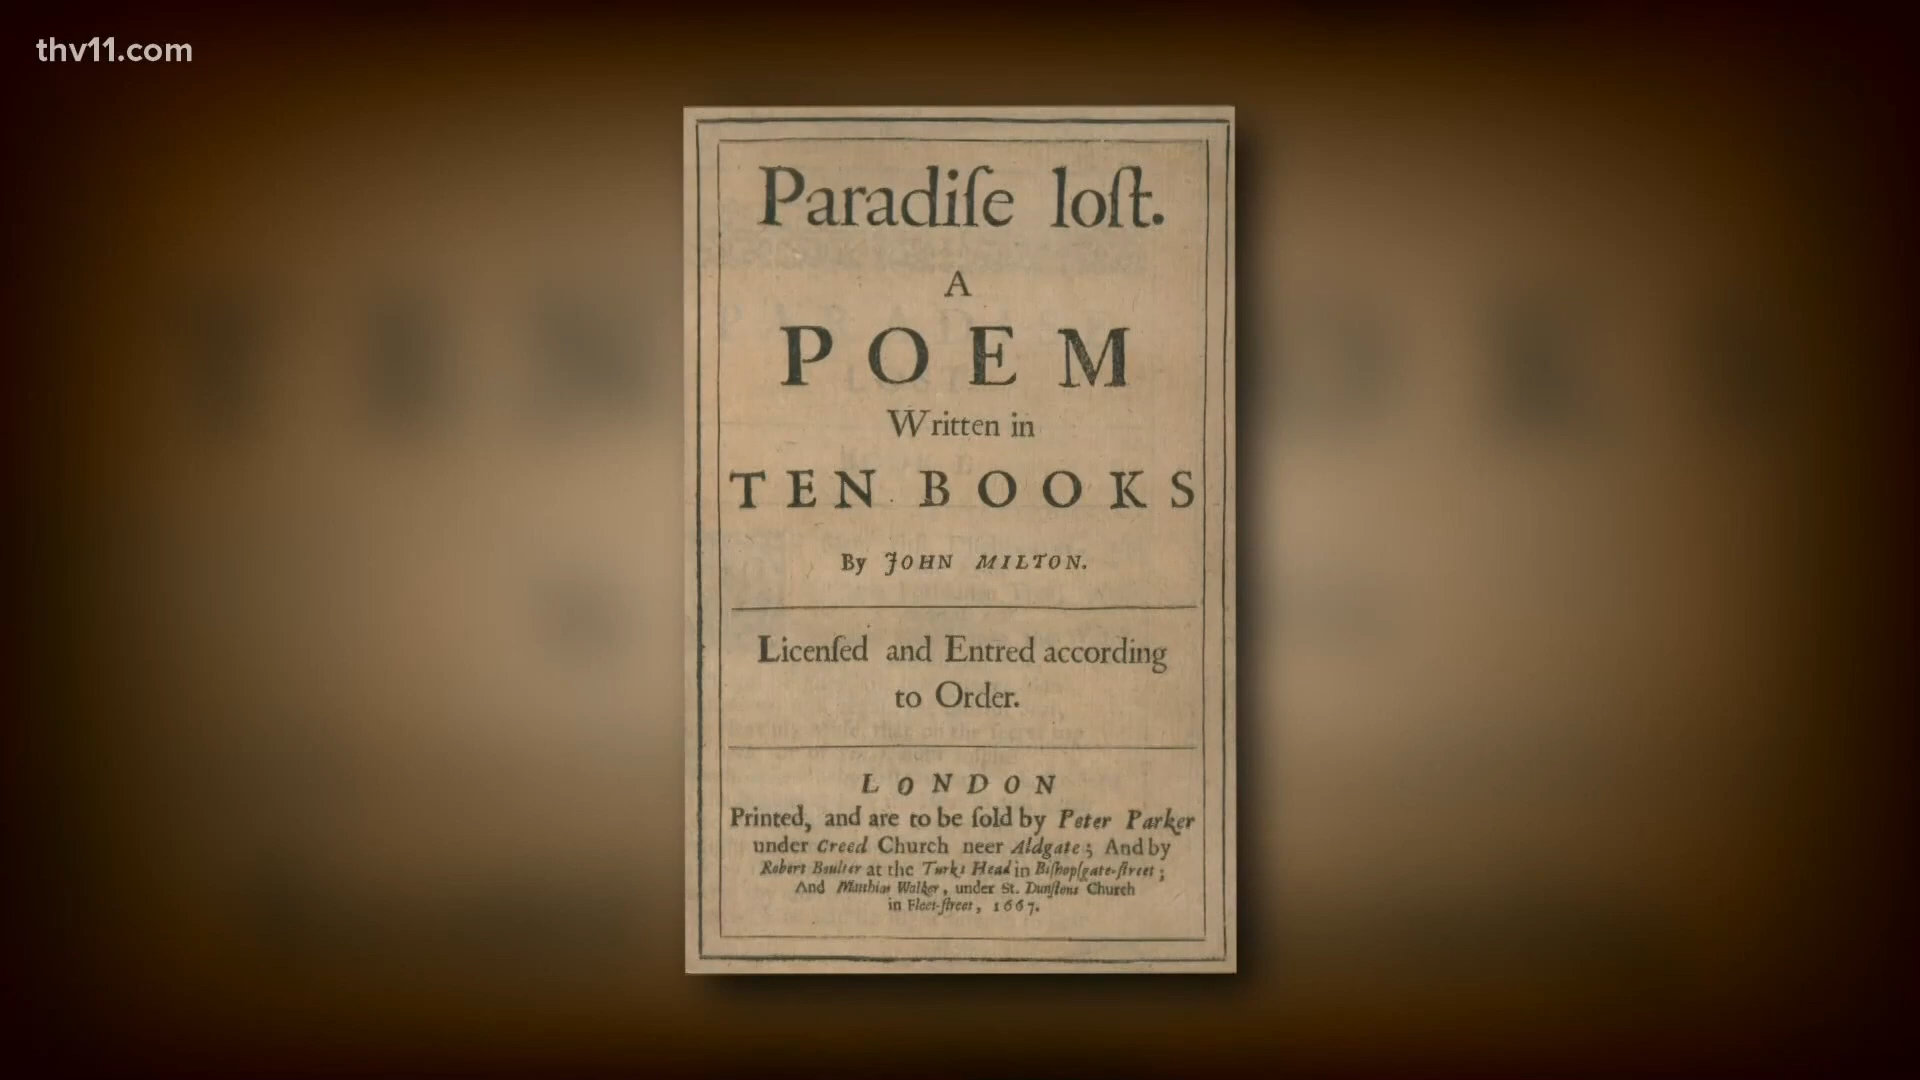 thv11.com
Paradiſe loſt.
A
POEM
Written in
TEN BOOKS
By JOHN MILTON.
Licenſed and Entred according
to Order.
LONDON
Printed, and are to be ſold by Peter Parker
under Creed Church neer Aldgate; And by
Robert Boulter at the Turks Head in Biſhopſgate-ſtreet;
And Matthias Walker, under St. Dunſtons Church
in Fleet-ſtreet, 1667.